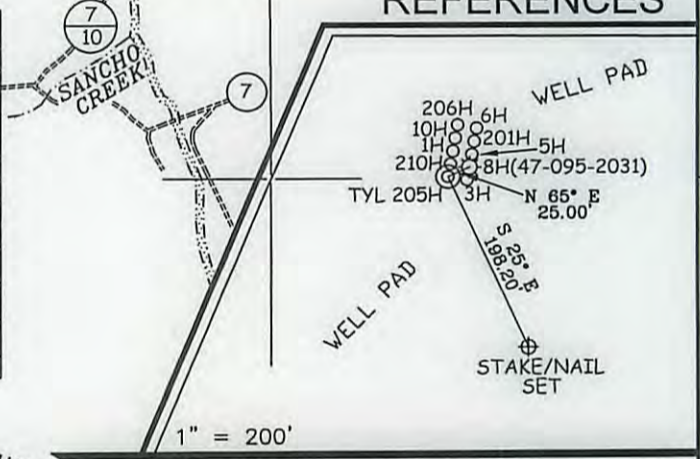 REFERENCES
7
10
SANCHO
CREEK
7
WELL PAD
206H
6H
10H
201H
1H
5H
210H
8H(47-095-2031)
TYL 205H
3H
N 65° E
25.00'
S 25° E
198.20'
WELL PAD
STAKE/NAIL
SET
1" = 200'